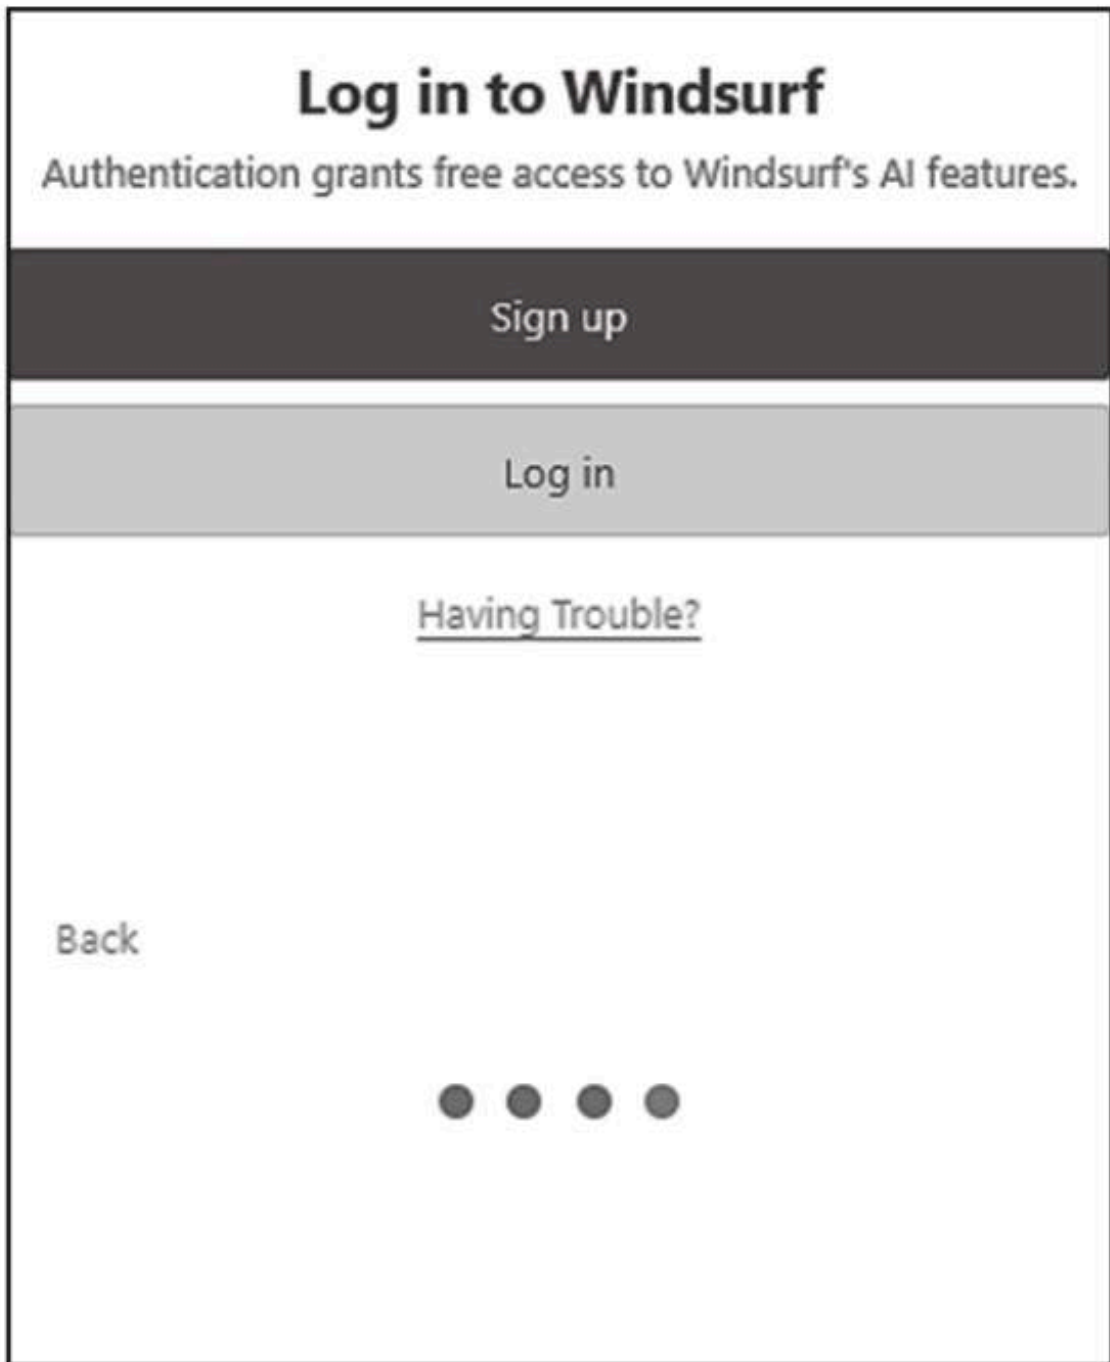 Log in to Windsurf
Authentication grants free access to Windsurf's AI features.
Sign up
Log in
Having Trouble?
Back